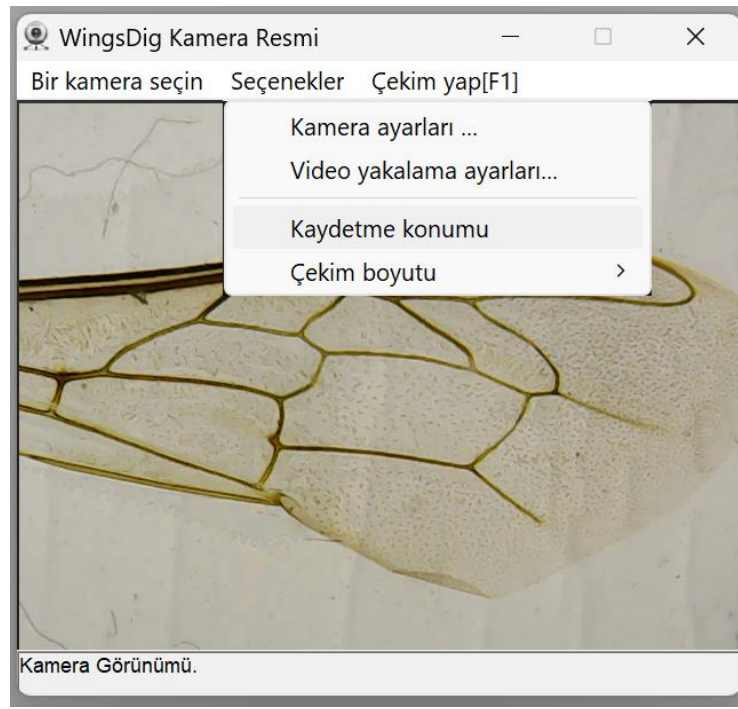 WingsDig Kamera Resmi
Bir kamera seçin Seçenekler Çekim yap[F1]
Kamera ayarları ...
Video yakalama ayarları...
Kaydetme konumu
Çekim boyutu
Kamera Görünümü.